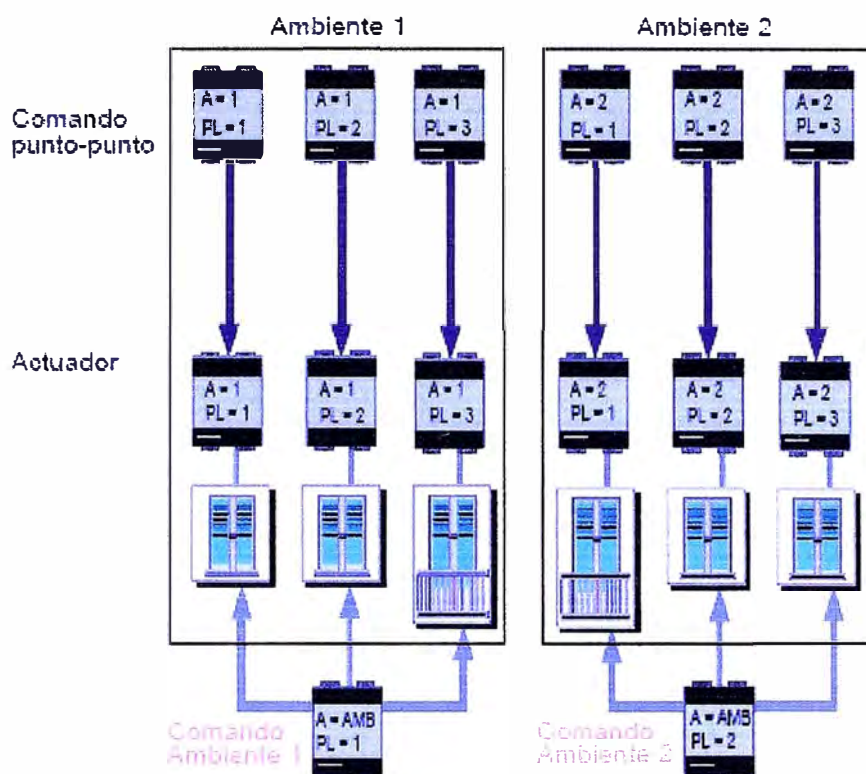 Ambiente 1
Ambiente 2
Comando
punto-punto
A = 1
PL = 1
A = 1
PL = 2
A = 1
PL = 3
A = 2
PL = 1
A = 2
PL = 2
A = 2
PL = 3
Actuador
A = 1
PL = 1
A = 1
PL = 2
A = 1
PL = 3
A = 2
PL = 1
A = 2
PL = 2
A = 2
PL = 3
Comando
Ambiente 1
A = AMB
PL = 1
Comando
Ambiente 2
A = AMB
PL = 2